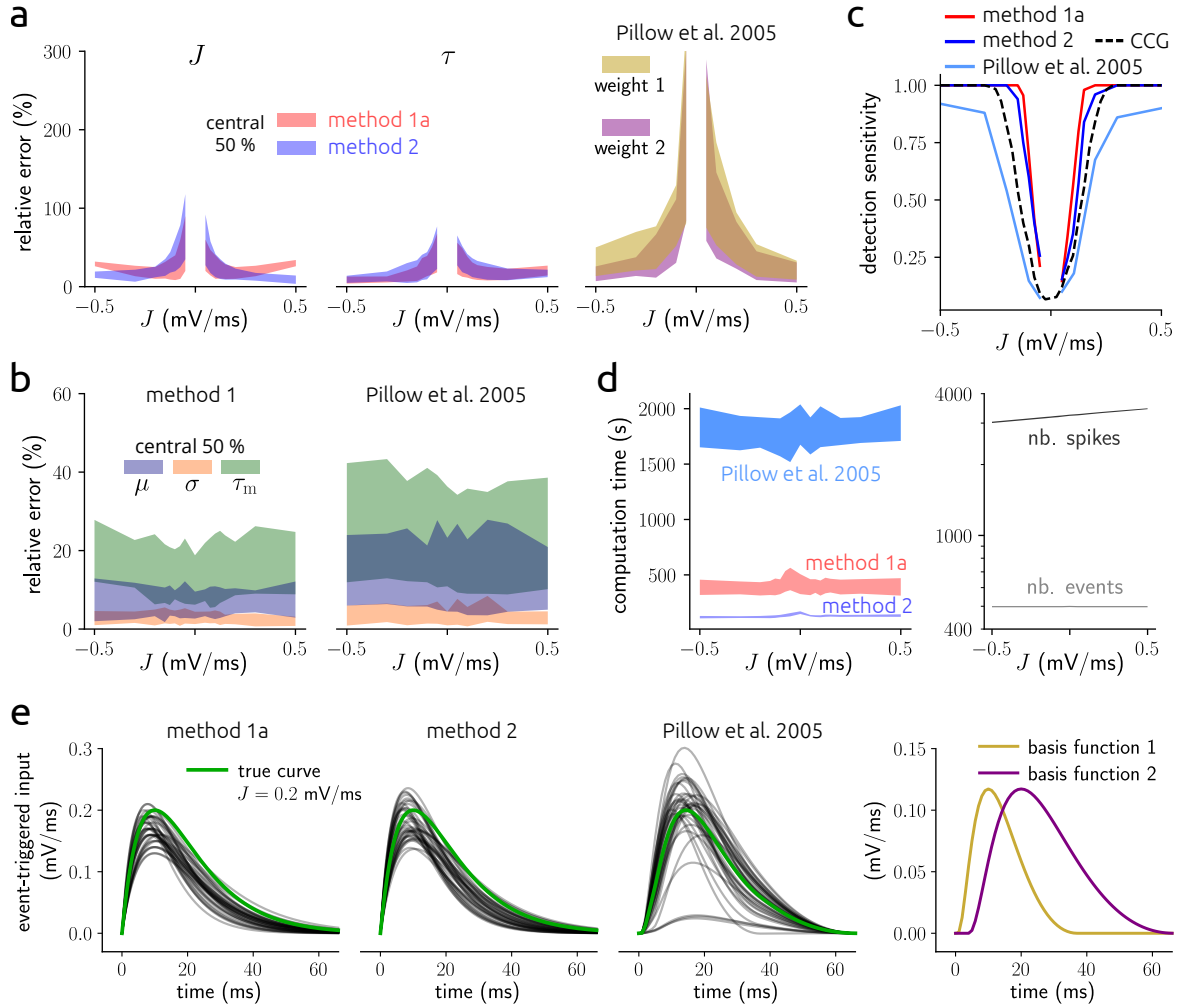 a
J
τ
Pillow et al. 2005
relative error (%)
300
200
100
0
central
50 %
method 1a
method 2
weight 1
weight 2
−0.5
0.5
−0.5
0.5
−0.5
0.5
J (mV/ms)
J (mV/ms)
J (mV/ms)
c
method 1a
method 2
CCG
Pillow et al. 2005
detection sensitivity
1.00
0.75
0.50
0.25
−0.5
0.5
J (mV/ms)
b
method 1
Pillow et al. 2005
relative error (%)
60
40
20
0
central 50 %
μ
σ
τm
−0.5
0.5
−0.5
0.5
J (mV/ms)
J (mV/ms)
d
computation time (s)
2000
1500
1000
500
Pillow et al. 2005
method 1a
method 2
−0.5
0.5
J (mV/ms)
4000
1000
400
nb. spikes
nb. events
−0.5
0.5
J (mV/ms)
e
method 1a
method 2
Pillow et al. 2005
event-triggered input
(mV/ms)
0.3
0.2
0.1
0.0
true curve
J = 0.2 mV/ms
0
20
40
60
0
20
40
60
0
20
40
60
time (ms)
time (ms)
time (ms)
basis function 1
basis function 2
(mV/ms)
0.15
0.10
0.05
0.00
0
20
40
60
time (ms)